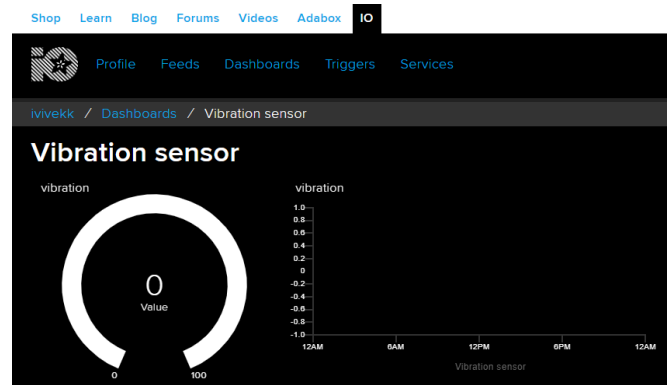 Shop Learn Blog Forums Videos Adabox IO
iO Profile Feeds Dashboards Triggers Services
ivivekk / Dashboards / Vibration sensor
Vibration sensor
vibration
0
Value
0 100
vibration
1.0
0.8
0.6
0.4
0.2
0
-0.2
-0.4
-0.6
-0.8
-1.0
12AM 6AM 12PM 6PM 12AM
Vibration sensor